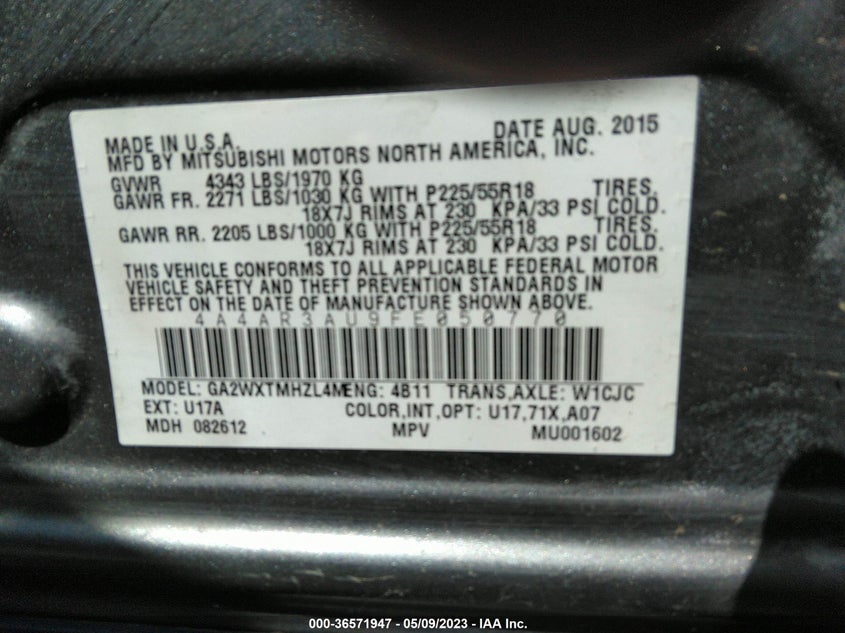 MADE IN U.S.A. DATE AUG. 2015
MFD BY MITSUBISHI MOTORS NORTH AMERICA, INC.
GVWR 4343 LBS/1970 KG
GAWR FR. 2271 LBS/1030 KG WITH P225/55R18 TIRES,
18X7J RIMS AT 230 KPA/33 PSI COLD.
GAWR RR. 2205 LBS/1000 KG WITH P225/55R18 TIRES,
18X7J RIMS AT 230 KPA/33 PSI COLD.
THIS VEHICLE CONFORMS TO ALL APPLICABLE FEDERAL MOTOR
VEHICLE SAFETY AND THEFT PREVENTION STANDARDS IN
EFFECT ON THE DATE OF MANUFACTURE SHOWN ABOVE.
4A4AR3AU9FE050770
MODEL: GA2WXTMHZL4M ENG: 4B11 TRANS,AXLE: W1CJC
EXT: U17A COLOR,INT,OPT: U17,71X,A07
MDH 082612 MPV MU001602
000-36571947 - 05/09/2023 - IAA Inc.